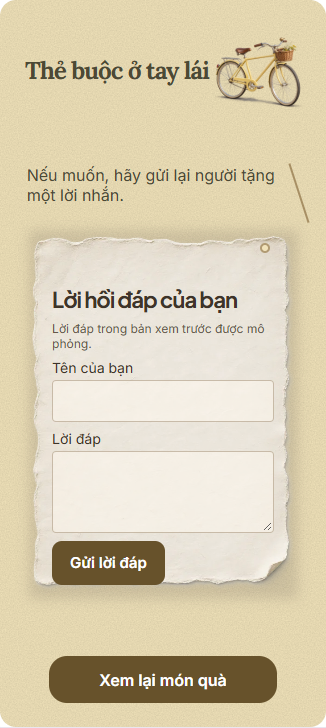 Thẻ buộc ở tay lái
Nếu muốn, hãy gửi lại người tặng
một lời nhắn.
Lời hồi đáp của bạn
Lời đáp trong bản xem trước được mô
phỏng.
Tên của bạn
Lời đáp
Gửi lời đáp
Xem lại món quà